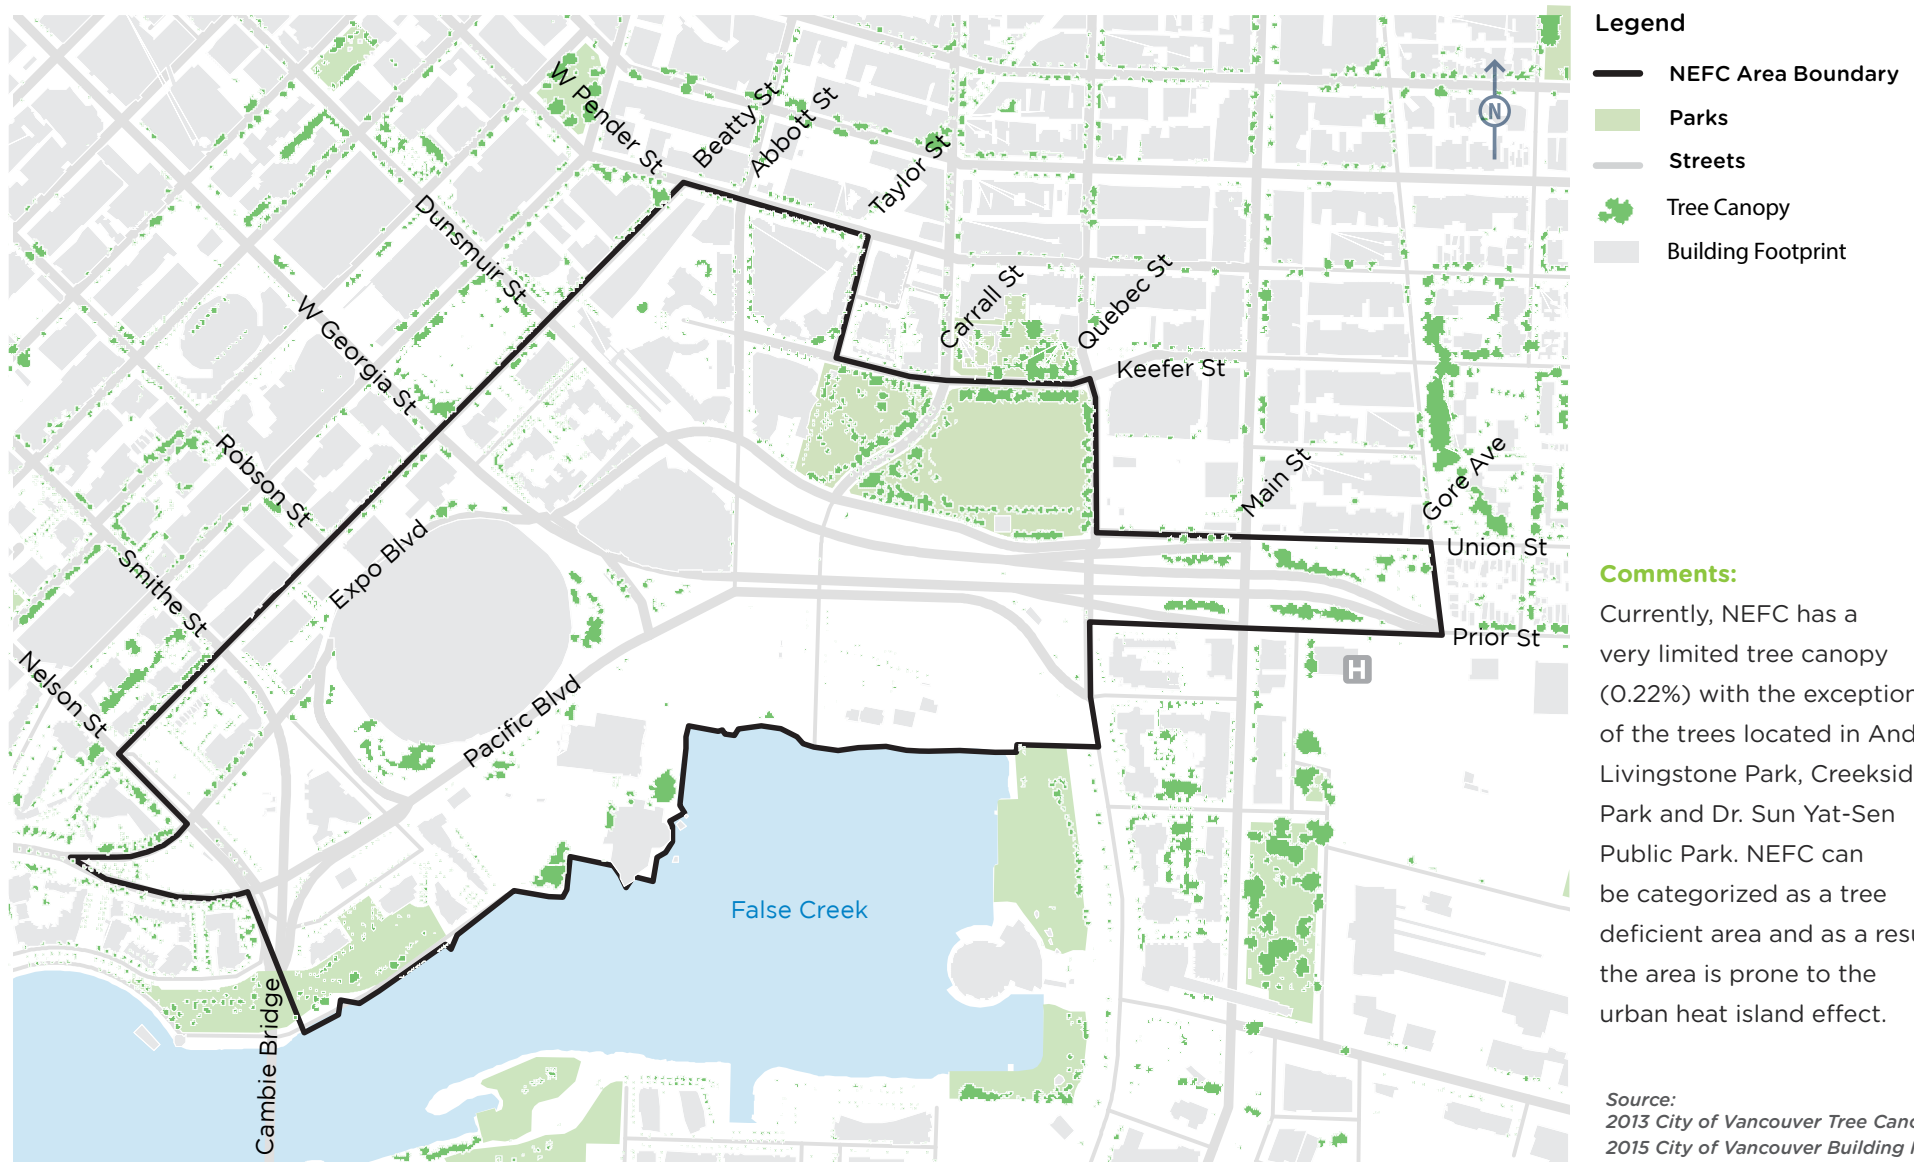 Legend
NEFC Area Boundary
Parks
Streets
Tree Canopy
Building Footprint
N
W Pender St
Beatty St
Abbott St
Taylor St
Dunsmuir St
Carrall St
Quebec St
W Georgia St
Keefer St
Robson St
Main St
Gore Ave
Expo Blvd
Union St
Smithe St
Prior St
H
Nelson St
Pacific Blvd
False Creek
Cambie Bridge
Comments:
Currently, NEFC has a
very limited tree canopy
(0.22%) with the exception
of the trees located in And
Livingstone Park, Creeksid
Park and Dr. Sun Yat-Sen
Public Park. NEFC can
be categorized as a tree
deficient area and as a resu
the area is prone to the
urban heat island effect.
Source:
2013 City of Vancouver Tree Cano
2015 City of Vancouver Building